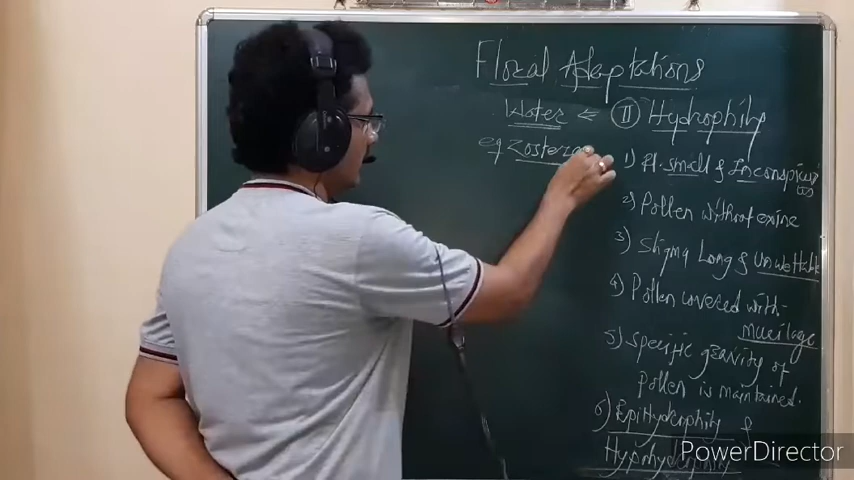 Floral Adaptations
Water ⇐ (II) Hydrophily
eg Zostera
1) Fl. small & Inconspicuous
2) Pollen without exine
3) Stigma Long & Unwettable
4) Pollen covered with-
mucilage
5) Specific gravity of
Pollen is maintained.
6) EpiHydrophily &
Hypohydrophily
PowerDirector